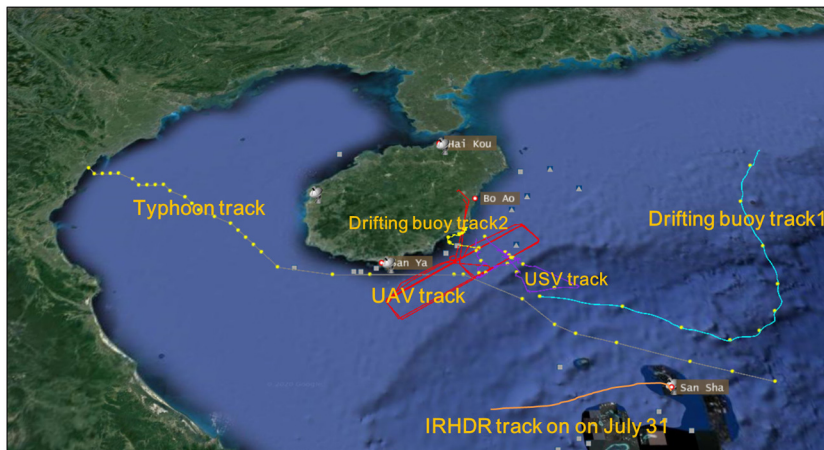 Hai Kou
Bo Ao
Typhoon track
Drifting buoy track2
Drifting buoy track1
San Ya
USV track
UAV track
San Sha
IRHDR track on on July 31